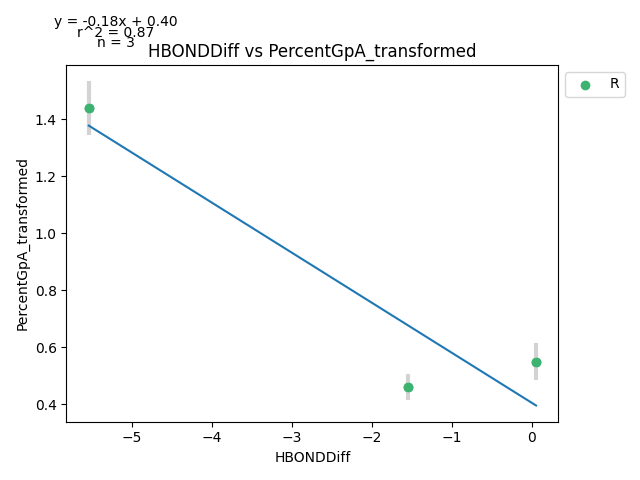 y = -0.18x + 0.40
r^2 = 0.87
n = 3
HBONDDiff vs PercentGpA_transformed
R
PercentGpA_transformed
1.4
1.2
1.0
0.8
0.6
0.4
−5
−4
−3
−2
−1
0
HBONDDiff